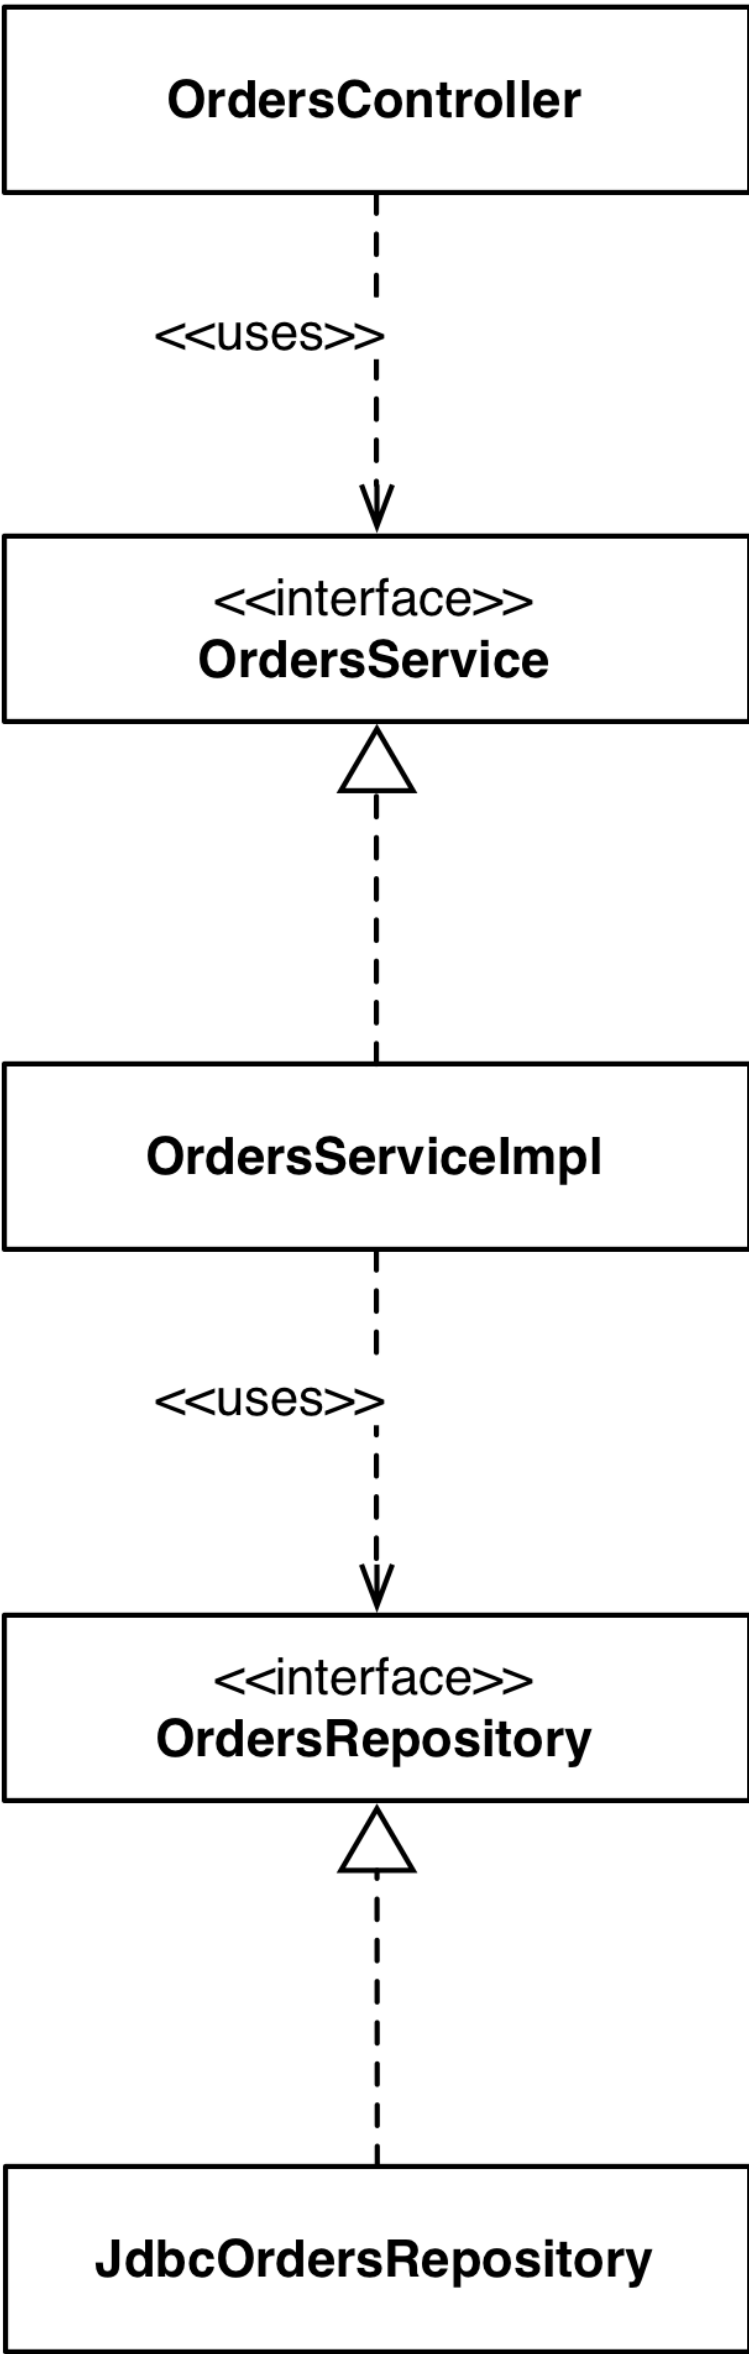 OrdersController
<<uses>>
<<interface>>
OrdersService
OrdersServiceImpl
<<uses>>
<<interface>>
OrdersRepository
JdbcOrdersRepository